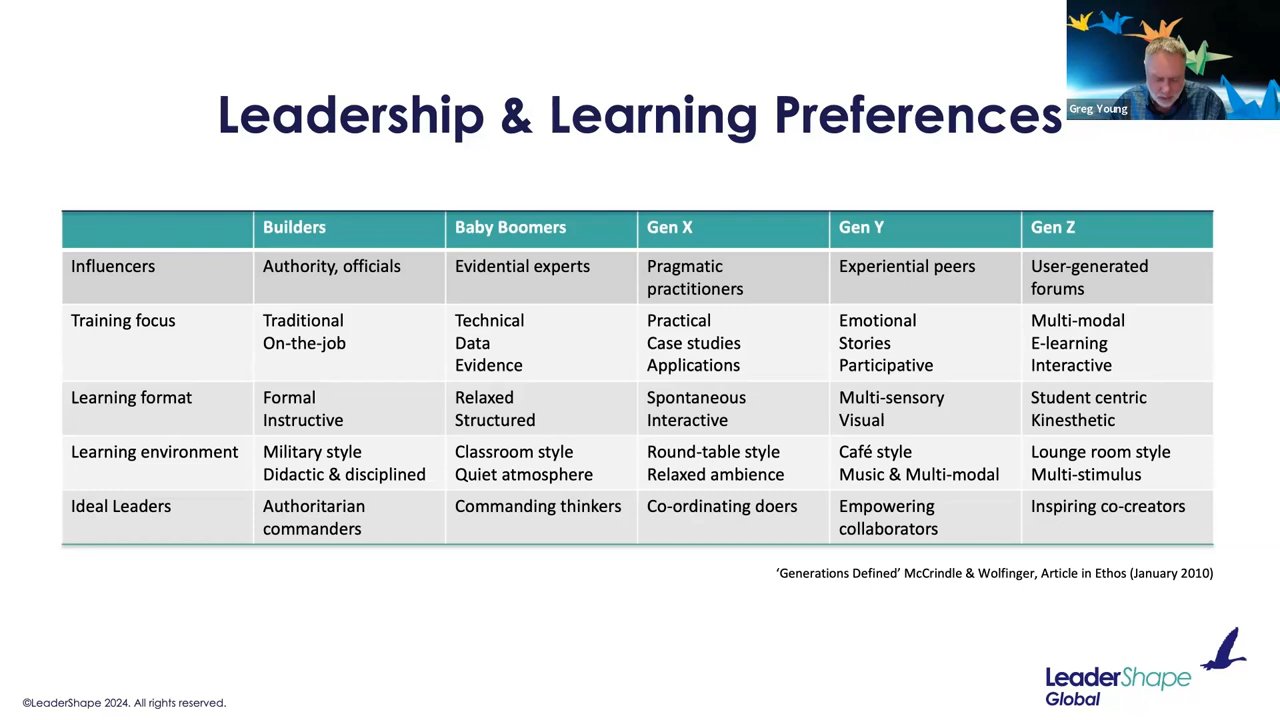 Greg Young
Leadership & Learning Preferences
Builders Baby Boomers Gen X Gen Y Gen Z
Influencers Authority, officials Evidential experts Pragmatic Experiential peers User-generated
practitioners forums
Training focus Traditional Technical Practical Emotional Multi-modal
On-the-job Data Case studies Stories E-learning
Evidence Applications Participative Interactive
Learning format Formal Relaxed Spontaneous Multi-sensory Student centric
Instructive Structured Interactive Visual Kinesthetic
Learning environment Military style Classroom style Round-table style Café style Lounge room style
Didactic & disciplined Quiet atmosphere Relaxed ambience Music & Multi-modal Multi-stimulus
Ideal Leaders Authoritarian Commanding thinkers Co-ordinating doers Empowering Inspiring co-creators
commanders collaborators
‘Generations Defined’ McCrindle & Wolfinger, Article in Ethos (January 2010)
LeaderShape
Global
©LeaderShape 2024. All rights reserved.